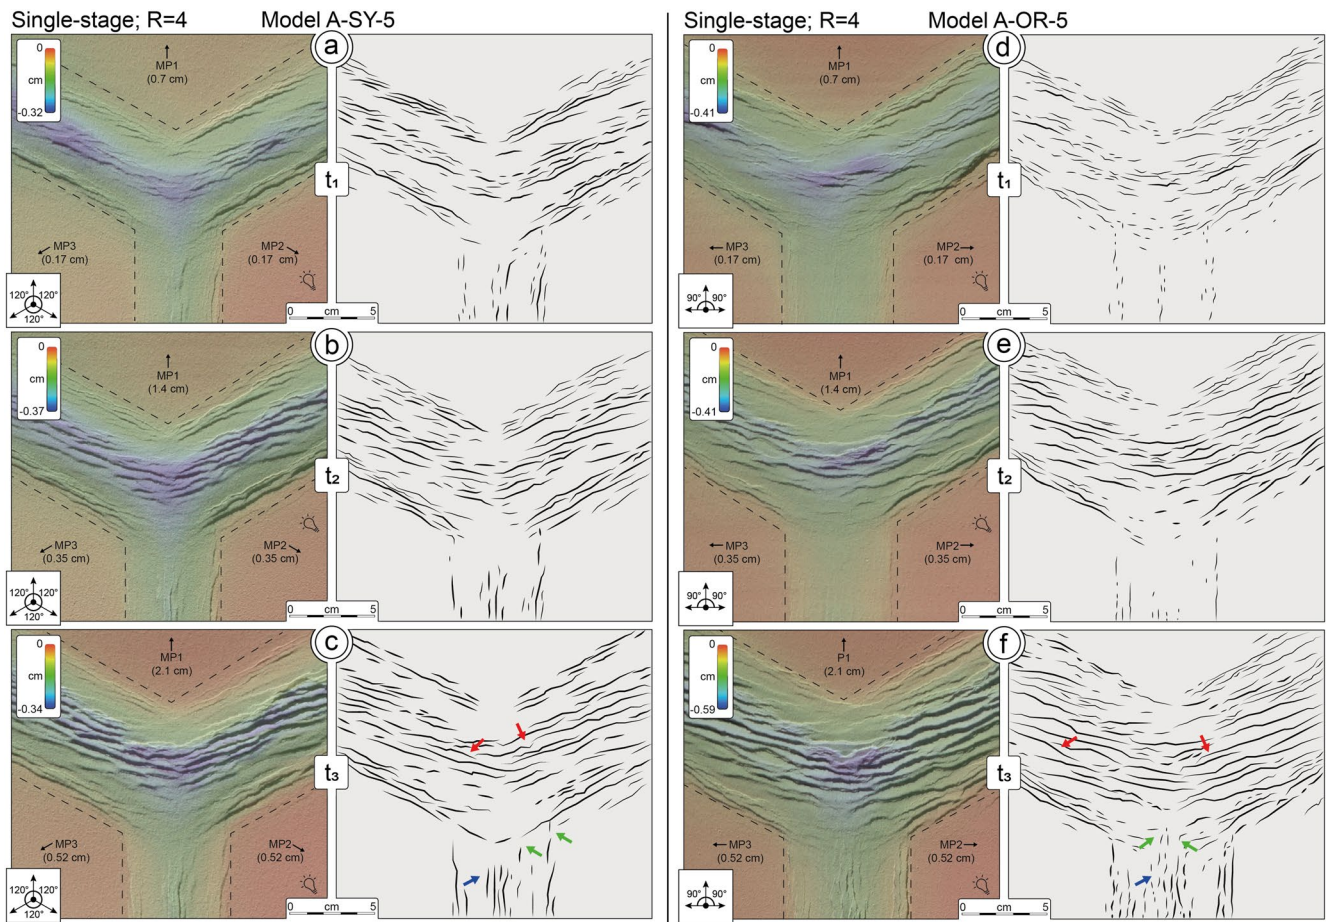 Single-stage; R=4 Model A-SY-5
Single-stage; R=4 Model A-OR-5
0
cm
-0.32
MP1
(0.7 cm)
MP3
(0.17 cm)
MP2
(0.17 cm)
120° 120°
120°
0 cm 5
a
t₁
0
cm
-0.41
MP1
(0.7 cm)
MP3
(0.17 cm)
MP2
(0.17 cm)
90° 90°
0 cm 5
d
t₁
0
cm
-0.37
MP1
(1.4 cm)
MP3
(0.35 cm)
MP2
(0.35 cm)
120° 120°
120°
0 cm 5
b
t₂
0
cm
-0.41
MP1
(1.4 cm)
MP3
(0.35 cm)
MP2
(0.35 cm)
90° 90°
0 cm 5
e
t₂
0
cm
-0.34
MP1
(2.1 cm)
MP3
(0.52 cm)
MP2
(0.52 cm)
120° 120°
120°
0 cm 5
c
t₃
0
cm
-0.59
P1
(2.1 cm)
MP3
(0.52 cm)
MP2
(0.52 cm)
90° 90°
0 cm 5
f
t₃